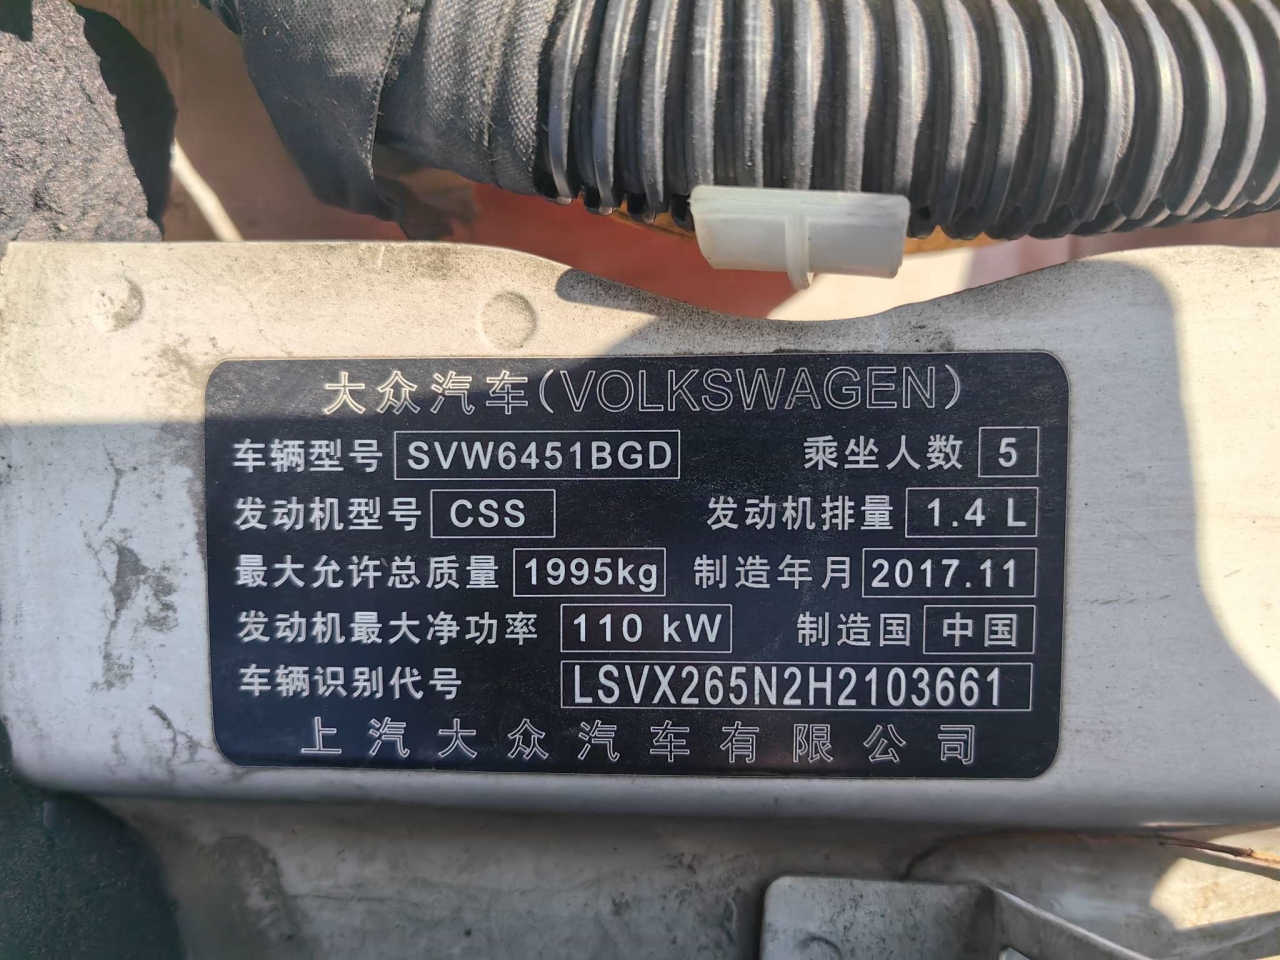 大众汽车(VOLKSWAGEN)
车辆型号 SVW6451BGD 乘坐人数 5
发动机型号 CSS 发动机排量 1.4 L
最大允许总质量 1995kg 制造年月 2017.11
发动机最大净功率 110 kW 制造国 中国
车辆识别代号 LSVX265N2H2103661
上汽大众汽车有限公司